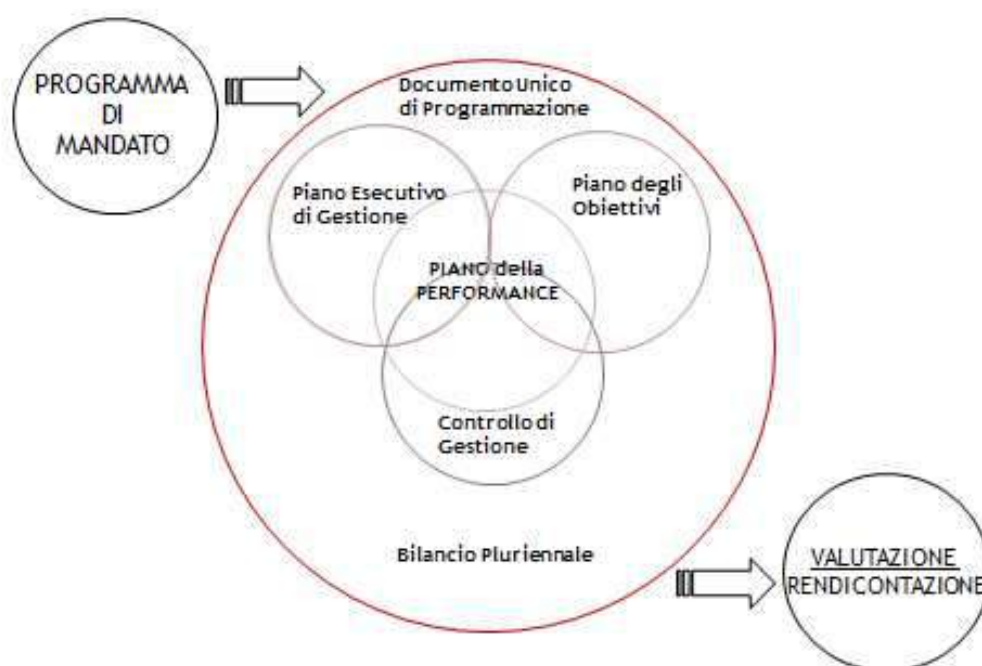 PROGRAMMA
DI
MANDATO
Documento Unico
di Programmazione
Piano Esecutivo
di Gestione
Piano degli
Obiettivi
PIANO della
PERFORMANCE
Controllo di
Gestione
Bilancio Pluriennale
VALUTAZIONE
RENDICONTAZIONE